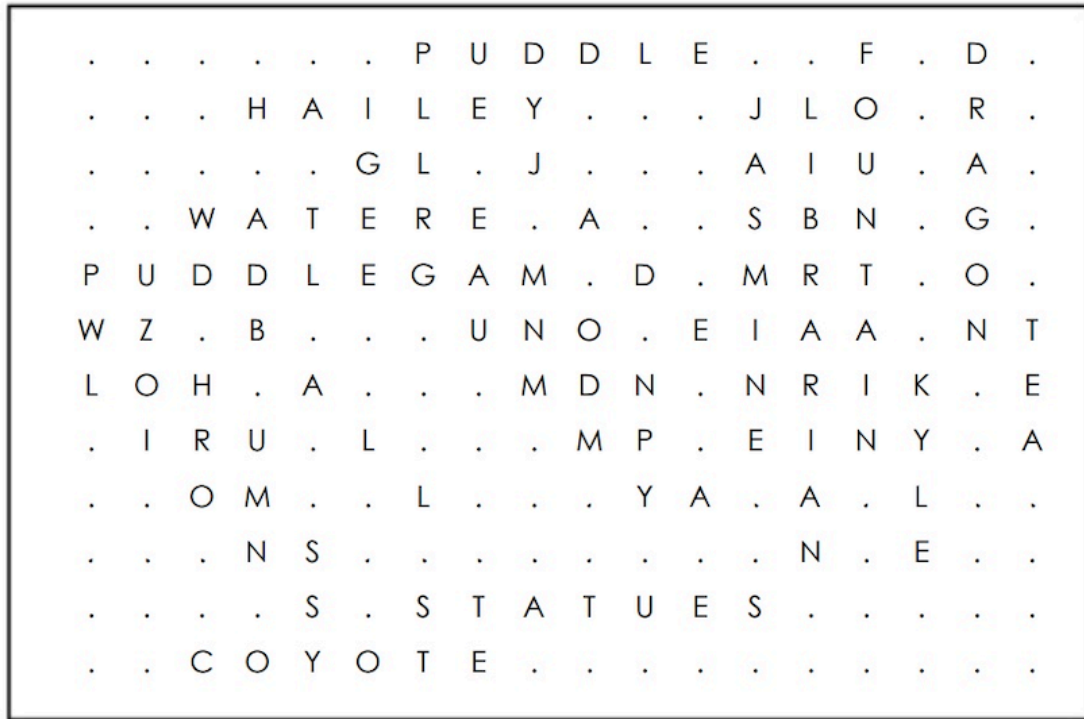 . . . . . . P U D D L E . . F . D .
. . . H A I L E Y . . . J L O . R .
. . . . . G L . J . . . A I U . A .
. . W A T E R E . A . . S B N . G .
P U D D L E G A M . D . M R T . O .
W Z . B . . . U N O . E I A A . N T
L O H . A . . . M D N . N R I K . E
. I R U . L . . . M P . E I N Y . A
. . O M . . L . . . Y A . A . L . .
. . . N S . . . . . . . . N . E . .
. . . . S . S T A T U E S . . . . .
. . C O Y O T E . . . . . . . . . .